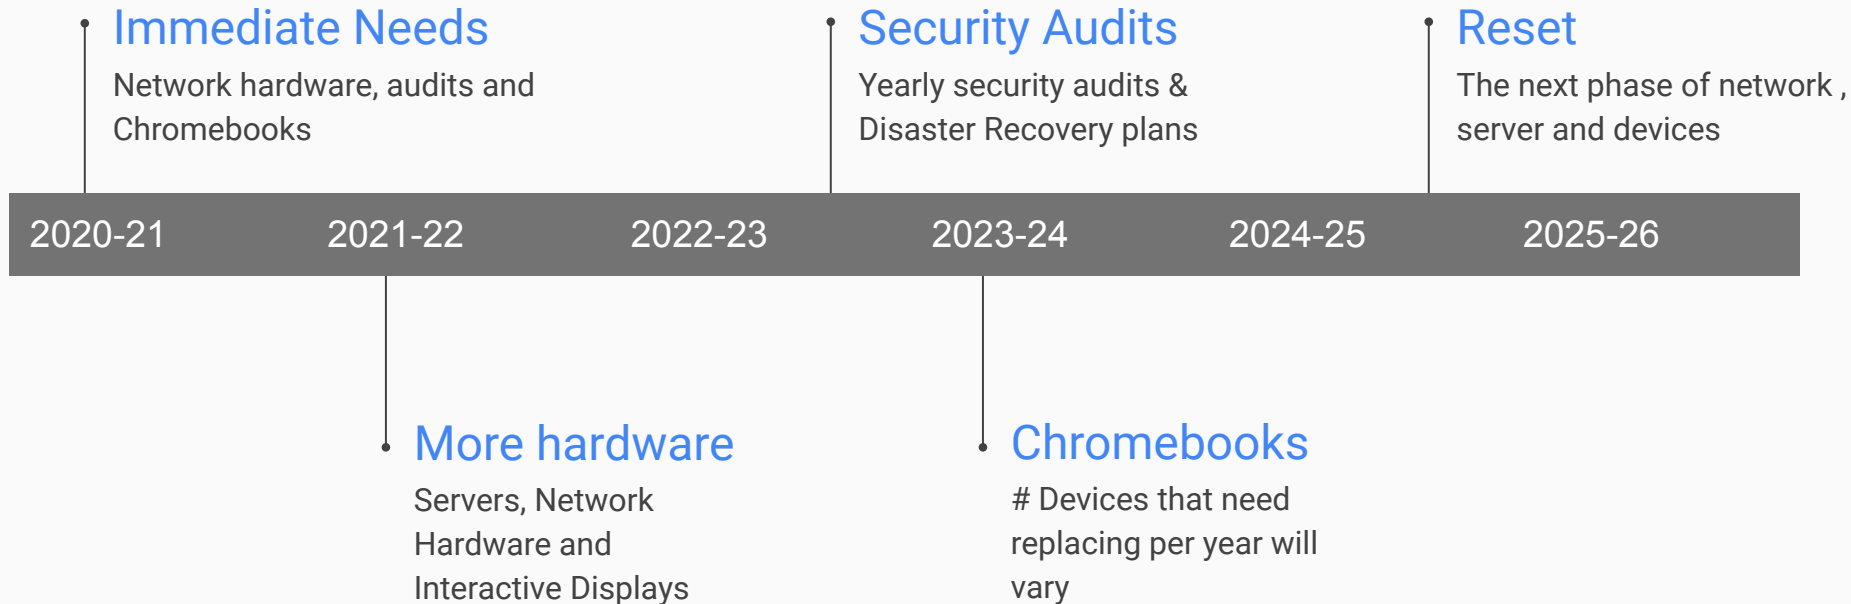 Immediate Needs
Network hardware, audits and
Chromebooks
Security Audits
Yearly security audits &
Disaster Recovery plans
Reset
The next phase of network ,
server and devices
2020-21
2021-22
2022-23
2023-24
2024-25
2025-26
More hardware
Servers, Network
Hardware and
Interactive Displays
Chromebooks
# Devices that need
replacing per year will
vary